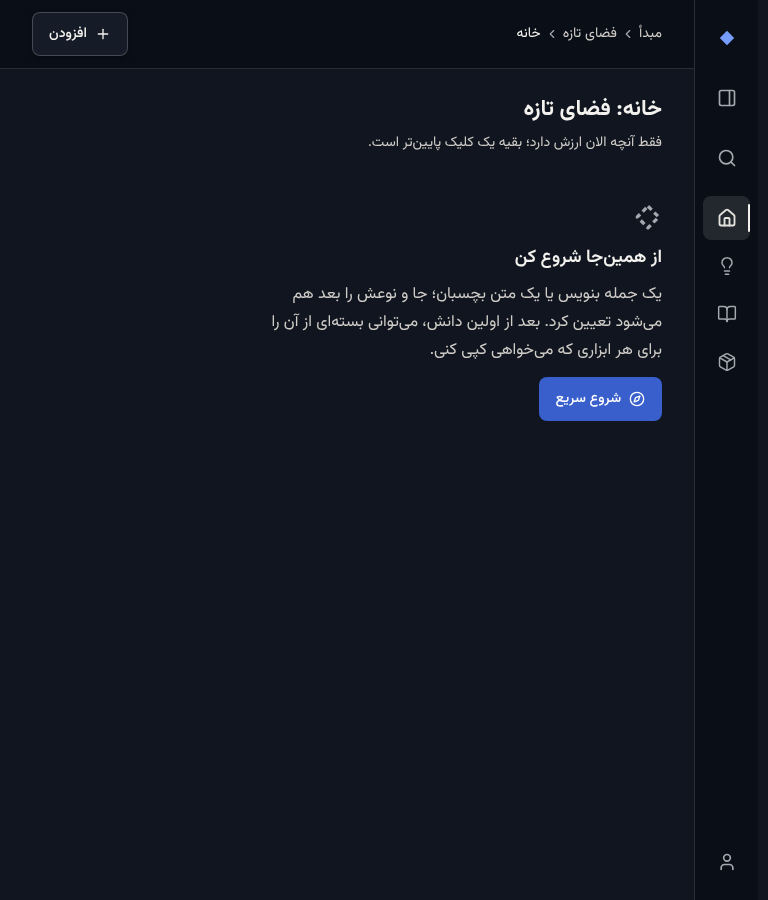 مبدأ › فضای تازه › خانه
افزودن
خانه: فضای تازه
فقط آنچه الان ارزش دارد؛ بقیه یک کلیک پایین‌تر است.
از همین‌جا شروع کن
یک جمله بنویس یا یک متن بچسبان؛ جا و نوعش را بعد هم
می‌شود تعیین کرد. بعد از اولین دانش، می‌توانی بسته‌ای از آن را
برای هر ابزاری که می‌خواهی کپی کنی.
شروع سریع